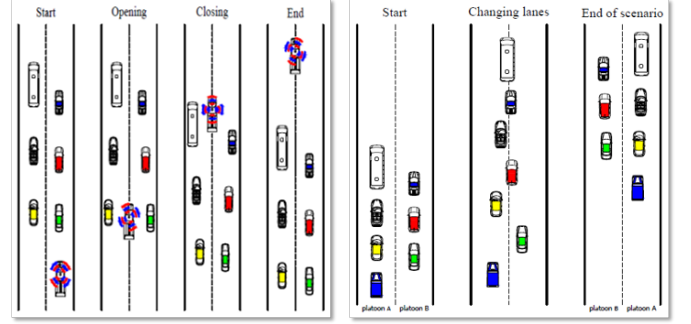 Start Opening Closing End
Start Changing lanes End of scenario
platoon A platoon B
platoon B platoon A